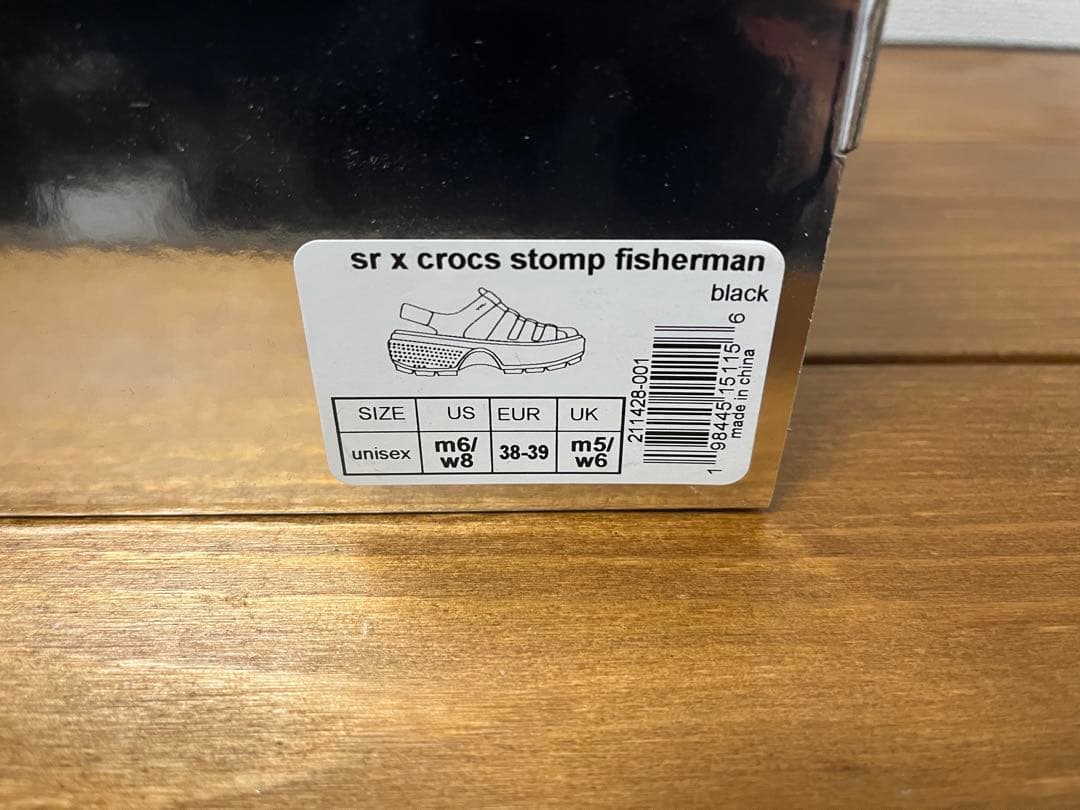 sr x crocs stomp fisherman
black
SIZE US EUR UK
unisex m6/w8 38-39 m5/w6
211428-001
1 98445 15115 6
made in china